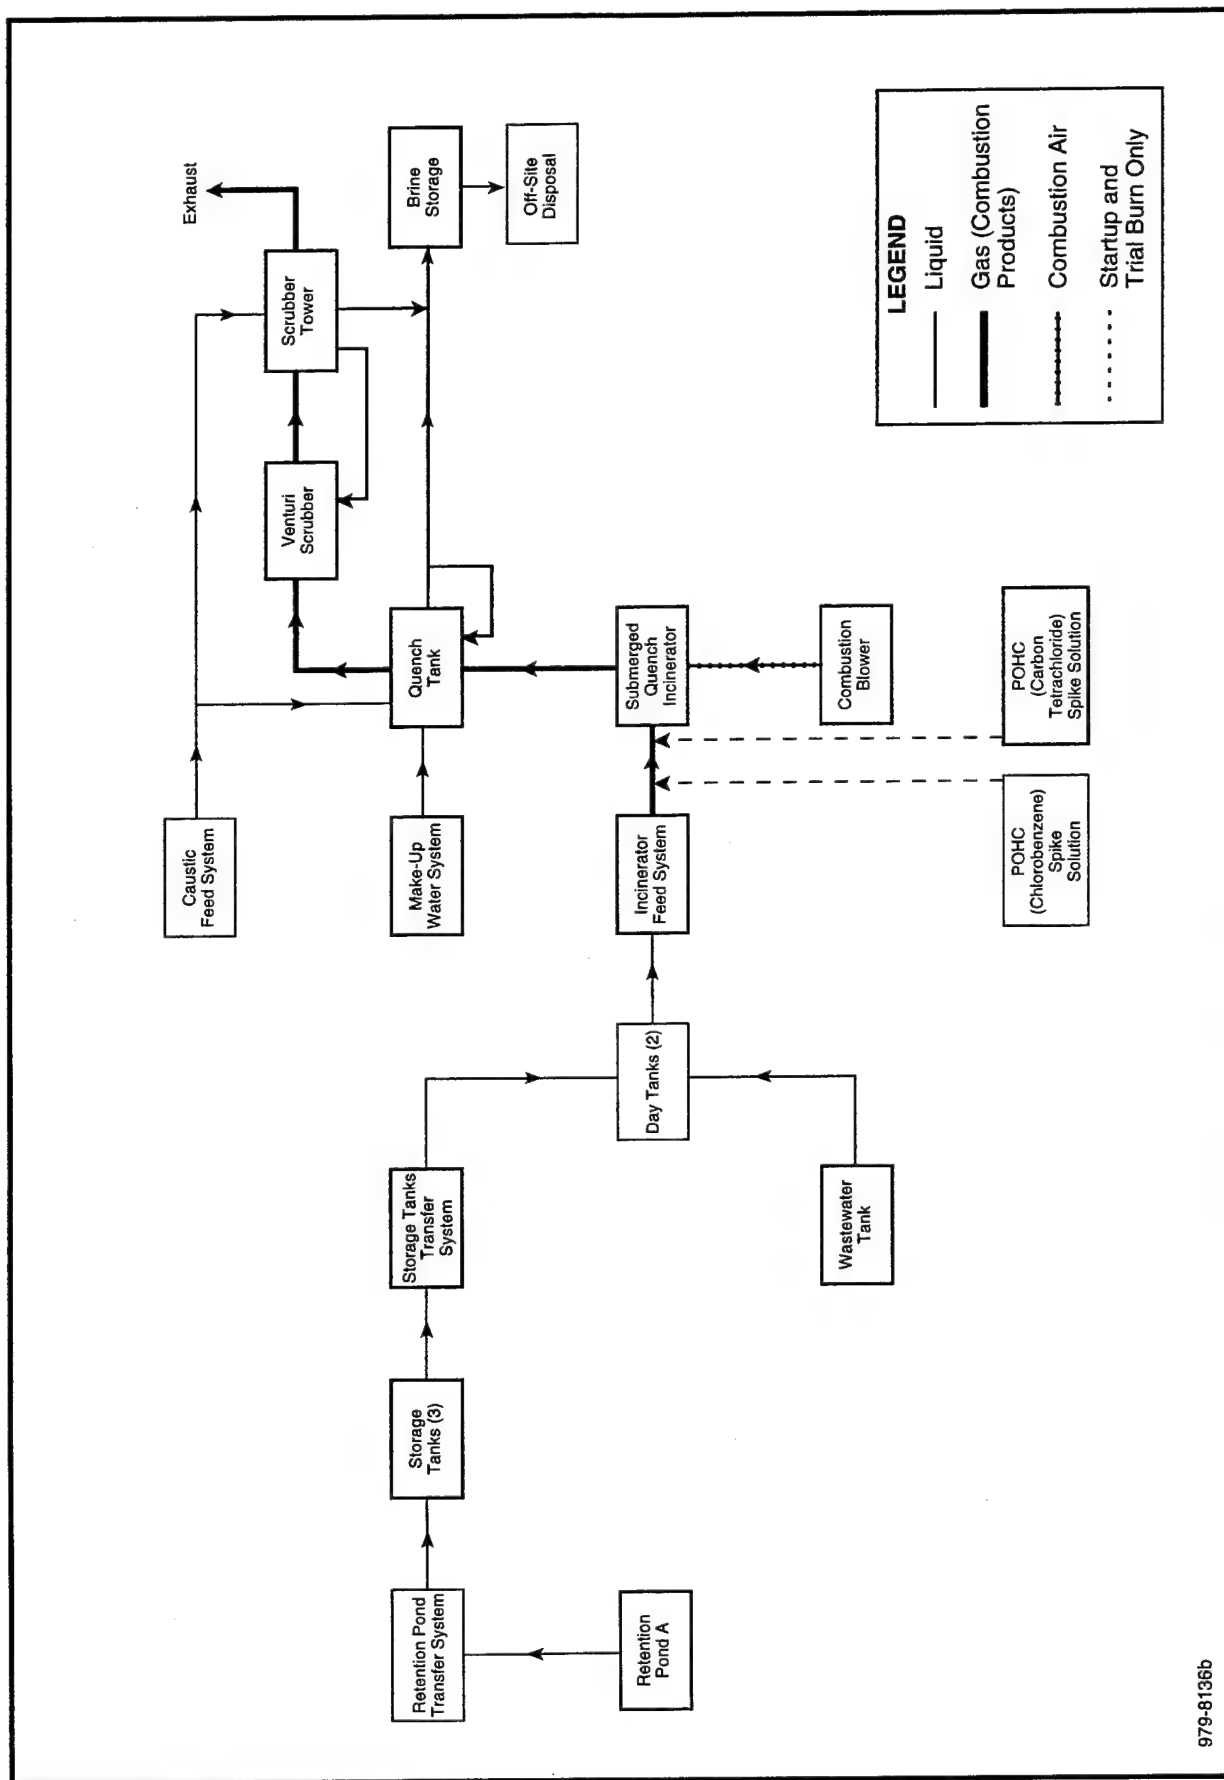 Exhaust
Caustic
Feed System
Venturi
Scrubber
Scrubber
Tower
Retention Pond
Transfer System
Storage
Tanks (3)
Storage Tanks
Transfer
System
Make-Up
Water System
Quench
Tank
Brine
Storage
Off-Site
Disposal
Retention
Pond A
Day Tanks (2)
Incinerator
Feed System
Submerged
Quench
Incinerator
Wastewater
Tank
Combustion
Blower
POHC
(Chlorobenzene)
Spike
Solution
POHC
(Carbon
Tetrachloride)
Spike Solution
LEGEND
Liquid
Gas (Combustion
Products)
Combustion Air
Startup and
Trial Burn Only
979-8136b